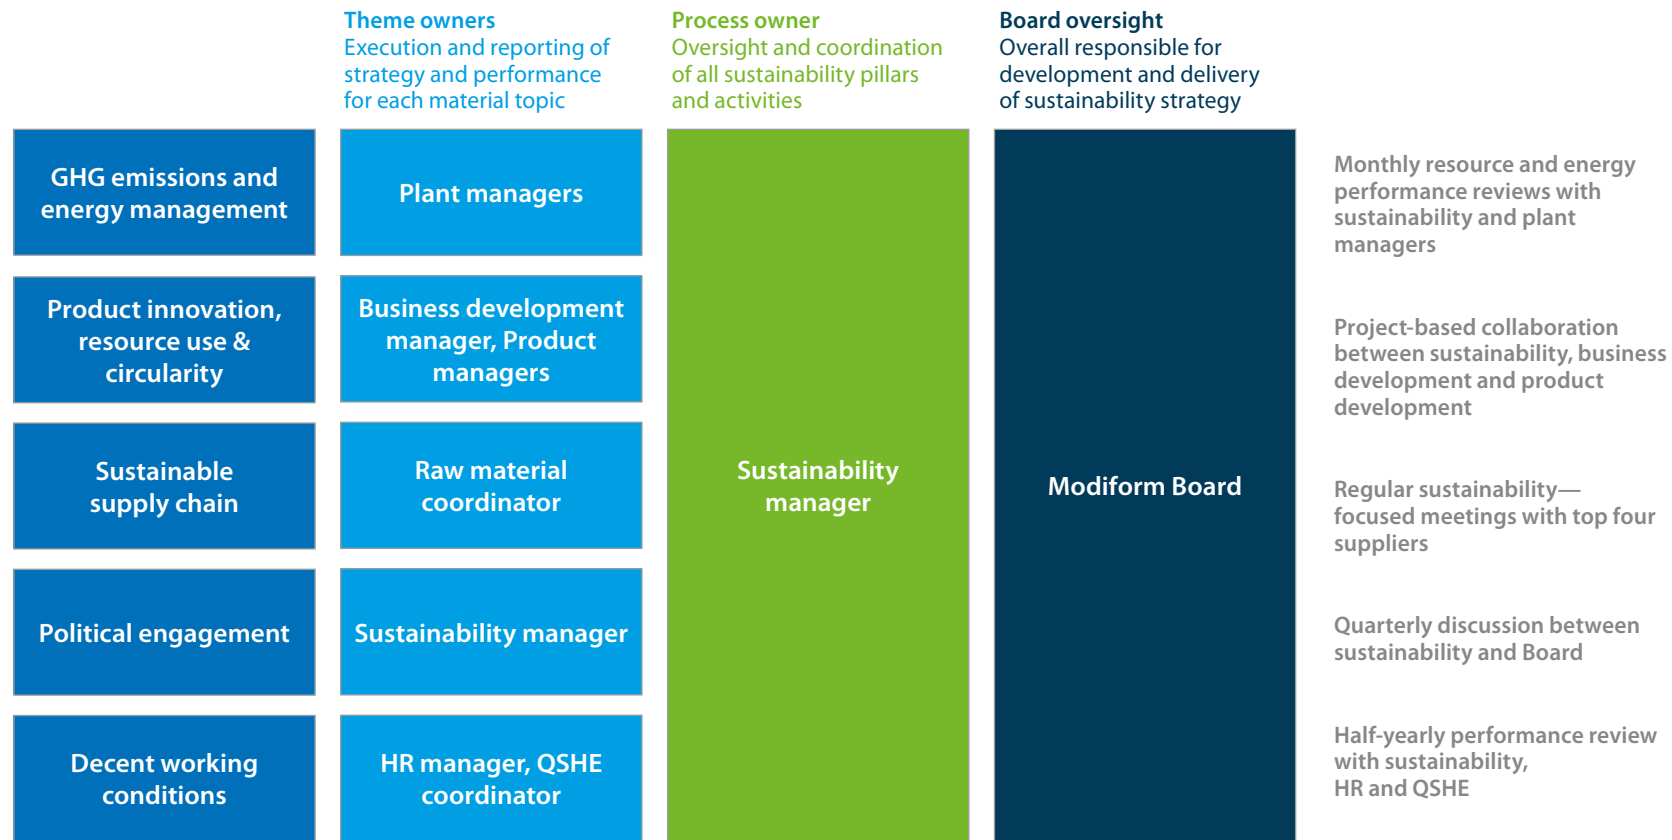 Theme owners
Execution and reporting of
strategy and performance
for each material topic
Process owner
Oversight and coordination
of all sustainability pillars
and activities
Board oversight
Overall responsible for
development and delivery
of sustainability strategy
GHG emissions and
energy management
Plant managers
Monthly resource and energy
performance reviews with
sustainability and plant
managers
Product innovation,
resource use &
circularity
Business development
manager, Product
managers
Project-based collaboration
between sustainability, business
development and product
development
Sustainable
supply chain
Raw material
coordinator
Sustainability
manager
Modiform Board
Regular sustainability—
focused meetings with top four
suppliers
Political engagement
Sustainability manager
Quarterly discussion between
sustainability and Board
Decent working
conditions
HR manager, QSHE
coordinator
Half-yearly performance review
with sustainability,
HR and QSHE